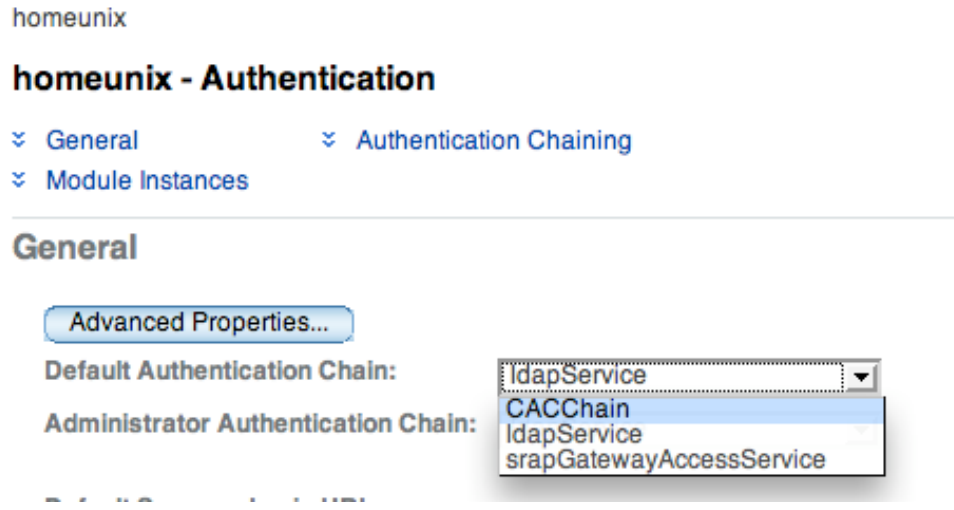 homeunix
homeunix - Authentication
General Authentication Chaining
Module Instances
General
Advanced Properties...
Default Authentication Chain: ldapService
CACChain
Administrator Authentication Chain:
ldapService
srapGatewayAccessService